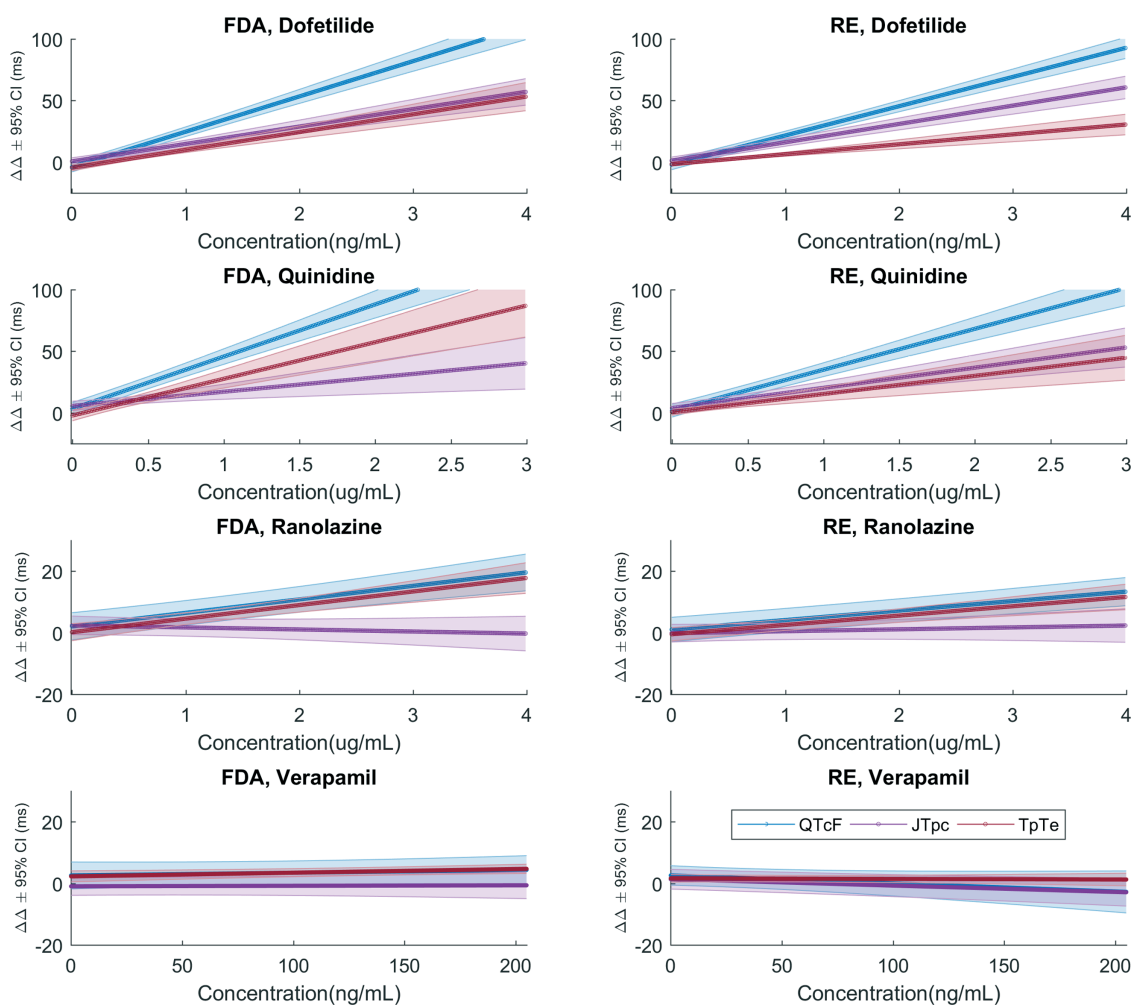 FDA, Dofetilide
100
50
0
ΔΔ ± 95% CI (ms)
0 1 2 3 4
Concentration(ng/mL)
RE, Dofetilide
100
50
0
ΔΔ ± 95% CI (ms)
0 1 2 3 4
Concentration(ng/mL)
FDA, Quinidine
100
50
0
ΔΔ ± 95% CI (ms)
0 0.5 1 1.5 2 2.5 3
Concentration(ug/mL)
RE, Quinidine
100
50
0
ΔΔ ± 95% CI (ms)
0 0.5 1 1.5 2 2.5 3
Concentration(ug/mL)
FDA, Ranolazine
20
0
-20
ΔΔ ± 95% CI (ms)
0 1 2 3 4
Concentration(ug/mL)
RE, Ranolazine
20
0
-20
ΔΔ ± 95% CI (ms)
0 1 2 3 4
Concentration(ug/mL)
FDA, Verapamil
20
0
-20
ΔΔ ± 95% CI (ms)
0 50 100 150 200
Concentration(ng/mL)
RE, Verapamil
QTcF JTpc TpTe
20
0
-20
ΔΔ ± 95% CI (ms)
0 50 100 150 200
Concentration(ng/mL)